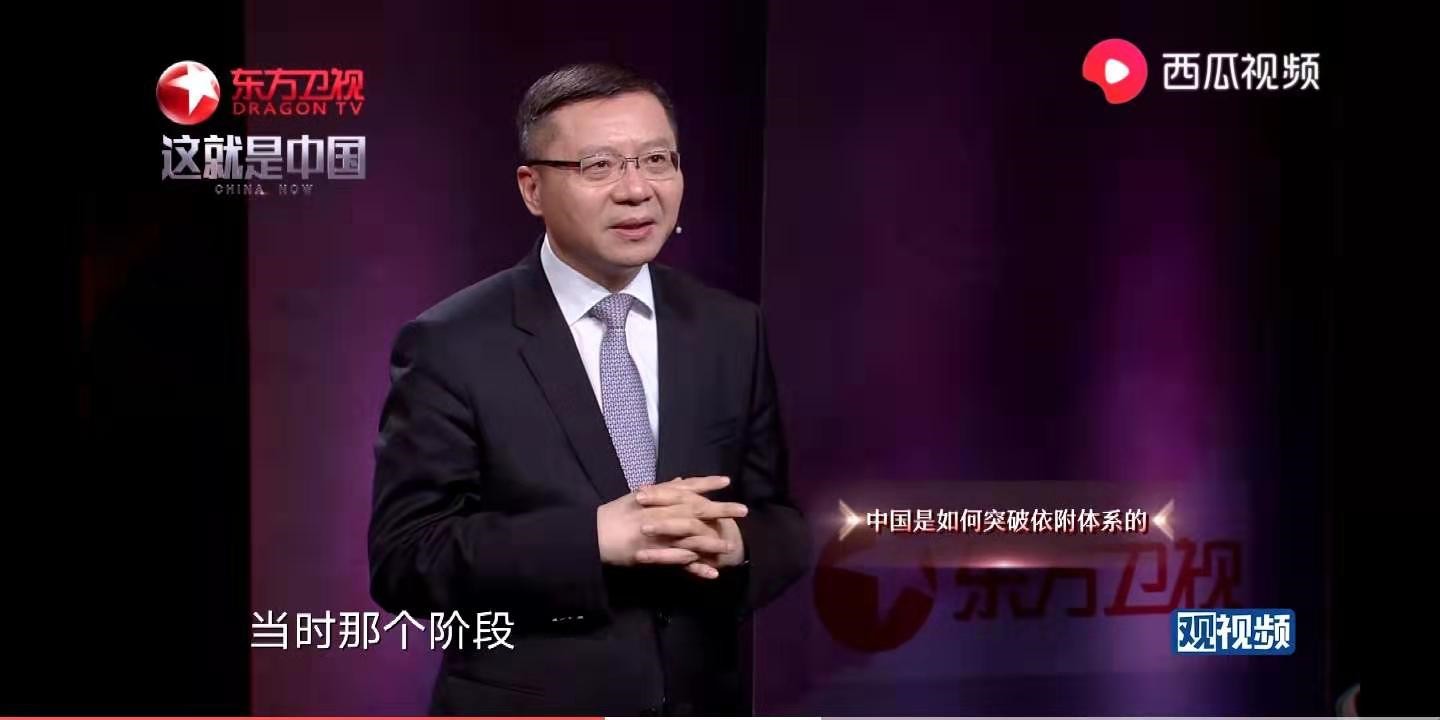 东方卫视
DRAGON TV
这就是中国
CHINA NOW
西瓜视频
中国是如何突破依附体系的
东方卫视
当时那个阶段
观视频